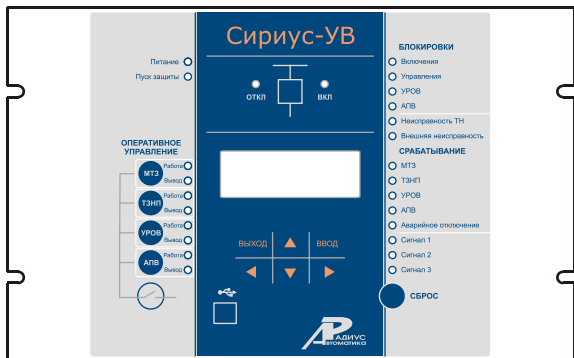 Сириус-УВ
Питание
Пуск защиты
ОТКЛ
ВКЛ
ОПЕРАТИВНОЕ
УПРАВЛЕНИЕ
МТЗ
Работа
Вывод
ТЗНП
Работа
Вывод
УРОВ
Работа
Вывод
АПВ
Работа
Вывод
ВЫХОД
ВВОД
РАДИУС
Автоматика
БЛОКИРОВКИ
Включения
Управления
УРОВ
АПВ
Неисправность ТН
Внешняя неисправность
СРАБАТЫВАНИЕ
МТЗ
ТЗНП
УРОВ
АПВ
Аварийное отключение
Сигнал 1
Сигнал 2
Сигнал 3
СБРОС